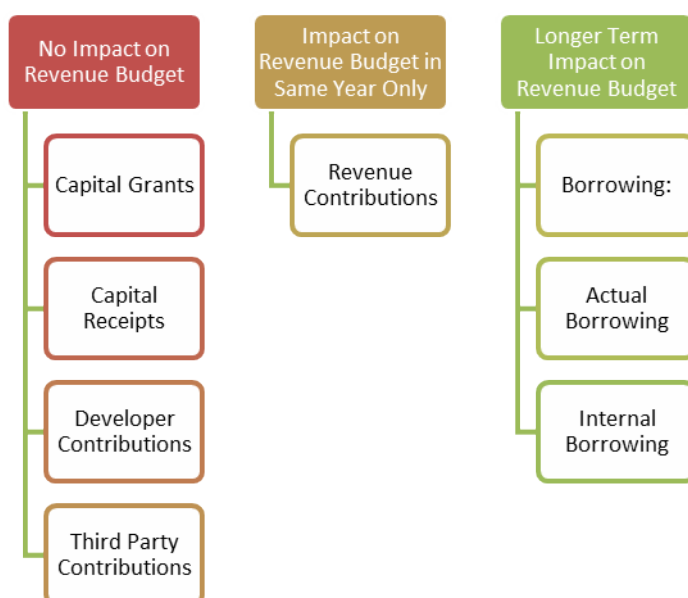 No Impact on
Revenue Budget
Capital Grants
Capital
Receipts
Developer
Contributions
Third Party
Contributions
Impact on
Revenue Budget in
Same Year Only
Revenue
Contributions
Longer Term
Impact on
Revenue Budget
Borrowing:
Actual
Borrowing
Internal
Borrowing